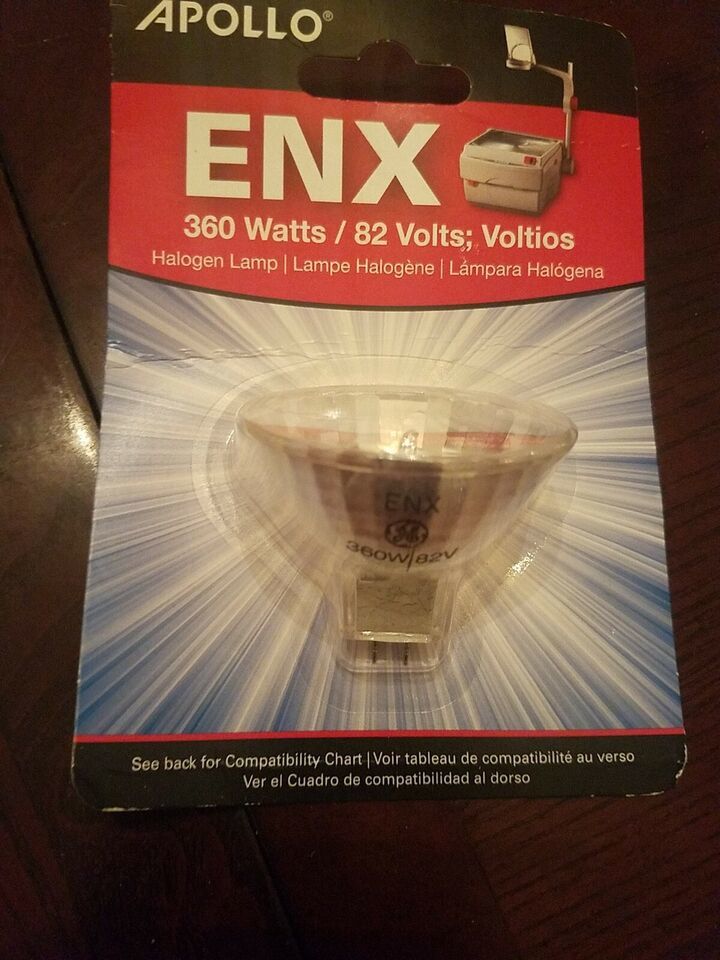 APOLLO®
ENX
360 Watts / 82 Volts; Voltios
Halogen Lamp | Lampe Halogène | Lámpara Halógena
ENX
GE
360W/82V
See back for Compatibility Chart | Voir tableau de compatibilité au verso
Ver el Cuadro de compatibilidad al dorso